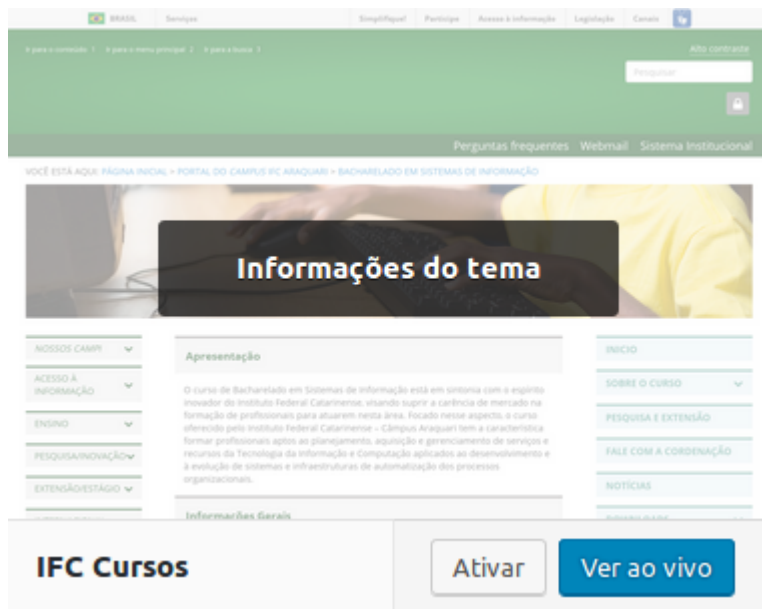 BRASIL Serviços Simplifique! Participe Acesso à informação Legislação Canais
Ir para o conteúdo 1 Ir para o menu principal 2 Ir para a busca 3 Alto contraste
Pesquisar
Perguntas frequentes Webmail Sistema Institucional
VOCÊ ESTÁ AQUI: PÁGINA INICIAL > PORTAL DO CAMPUS IFC ARAQUARI > BACHARELADO EM SISTEMAS DE INFORMAÇÃO
Informações do tema
NOSSOS CAMPI
ACESSO À
INFORMAÇÃO
ENSINO
PESQUISA/INOVAÇÃO
EXTENSÃO/ESTÁGIO
Apresentação
O curso de Bacharelado em Sistemas de Informação está em sintonia com o espírito
inovador do Instituto Federal Catarinense, visando suprir a carência de mercado na
formação de profissionais para atuarem nesta área. Focado nesse aspecto, o curso
oferecido pelo Instituto Federal Catarinense – Câmpus Araquari tem a característica
formar profissionais aptos ao planejamento, aquisição e gerenciamento de serviços e
recursos da Tecnologia da Informação e Computação aplicados ao desenvolvimento e
à evolução de sistemas e infraestruturas de automatização dos processos
organizacionais.
Informações Gerais
INICIO
SOBRE O CURSO
PESQUISA E EXTENSÃO
FALE COM A CORDENAÇÃO
NOTÍCIAS
IFC Cursos
Ativar
Ver ao vivo